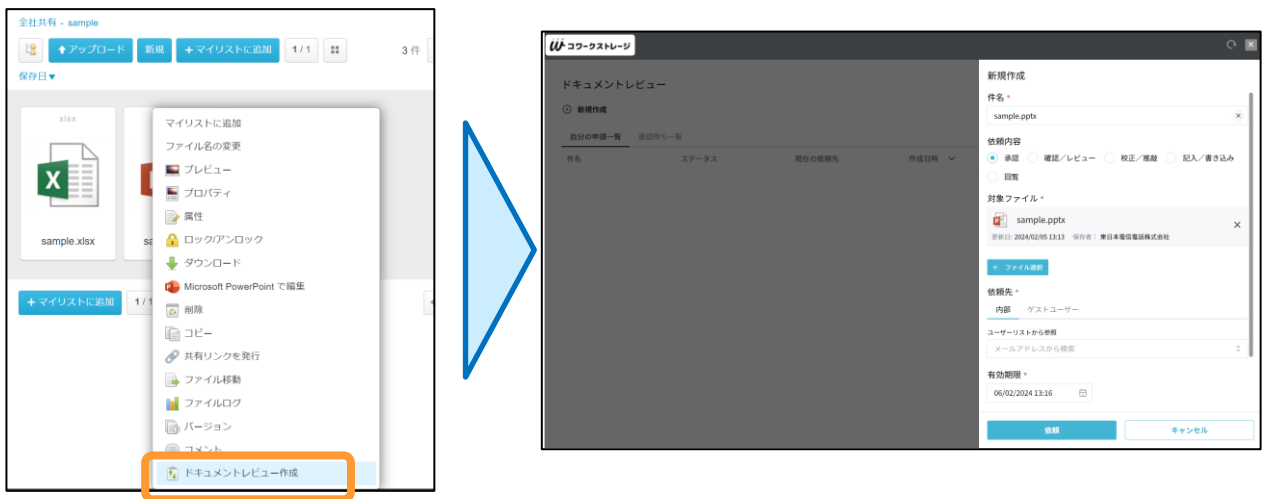 全社共有 - sample
アップロード
新規
+ マイリストに追加
1 / 1
3 件
保存日▼
xlsx
sample.xlsx
sa
+ マイリストに追加
1 / 1
マイリストに追加
ファイル名の変更
プレビュー
プロパティ
属性
ロック/アンロック
ダウンロード
Microsoft PowerPoint で編集
削除
コピー
共有リンクを発行
ファイル移動
ファイルログ
バージョン
コメント
ドキュメントレビュー作成
コワークストレージ
ドキュメントレビュー
新規作成
自分の申請一覧
承認待ち一覧
件名
ステータス
現在の依頼先
作成日時
新規作成
件名 *
sample.pptx
依頼内容
承認
確認/レビュー
校正/推敲
記入/書き込み
回覧
対象ファイル *
sample.pptx
更新日: 2024/02/05 13:13 保存者: 東日本電信電話株式会社
+ ファイル選択
依頼先 *
内部
ゲストユーザー
ユーザーリストから参照
メールアドレスから検索
有効期限 *
06/02/2024 13:16
依頼
キャンセル